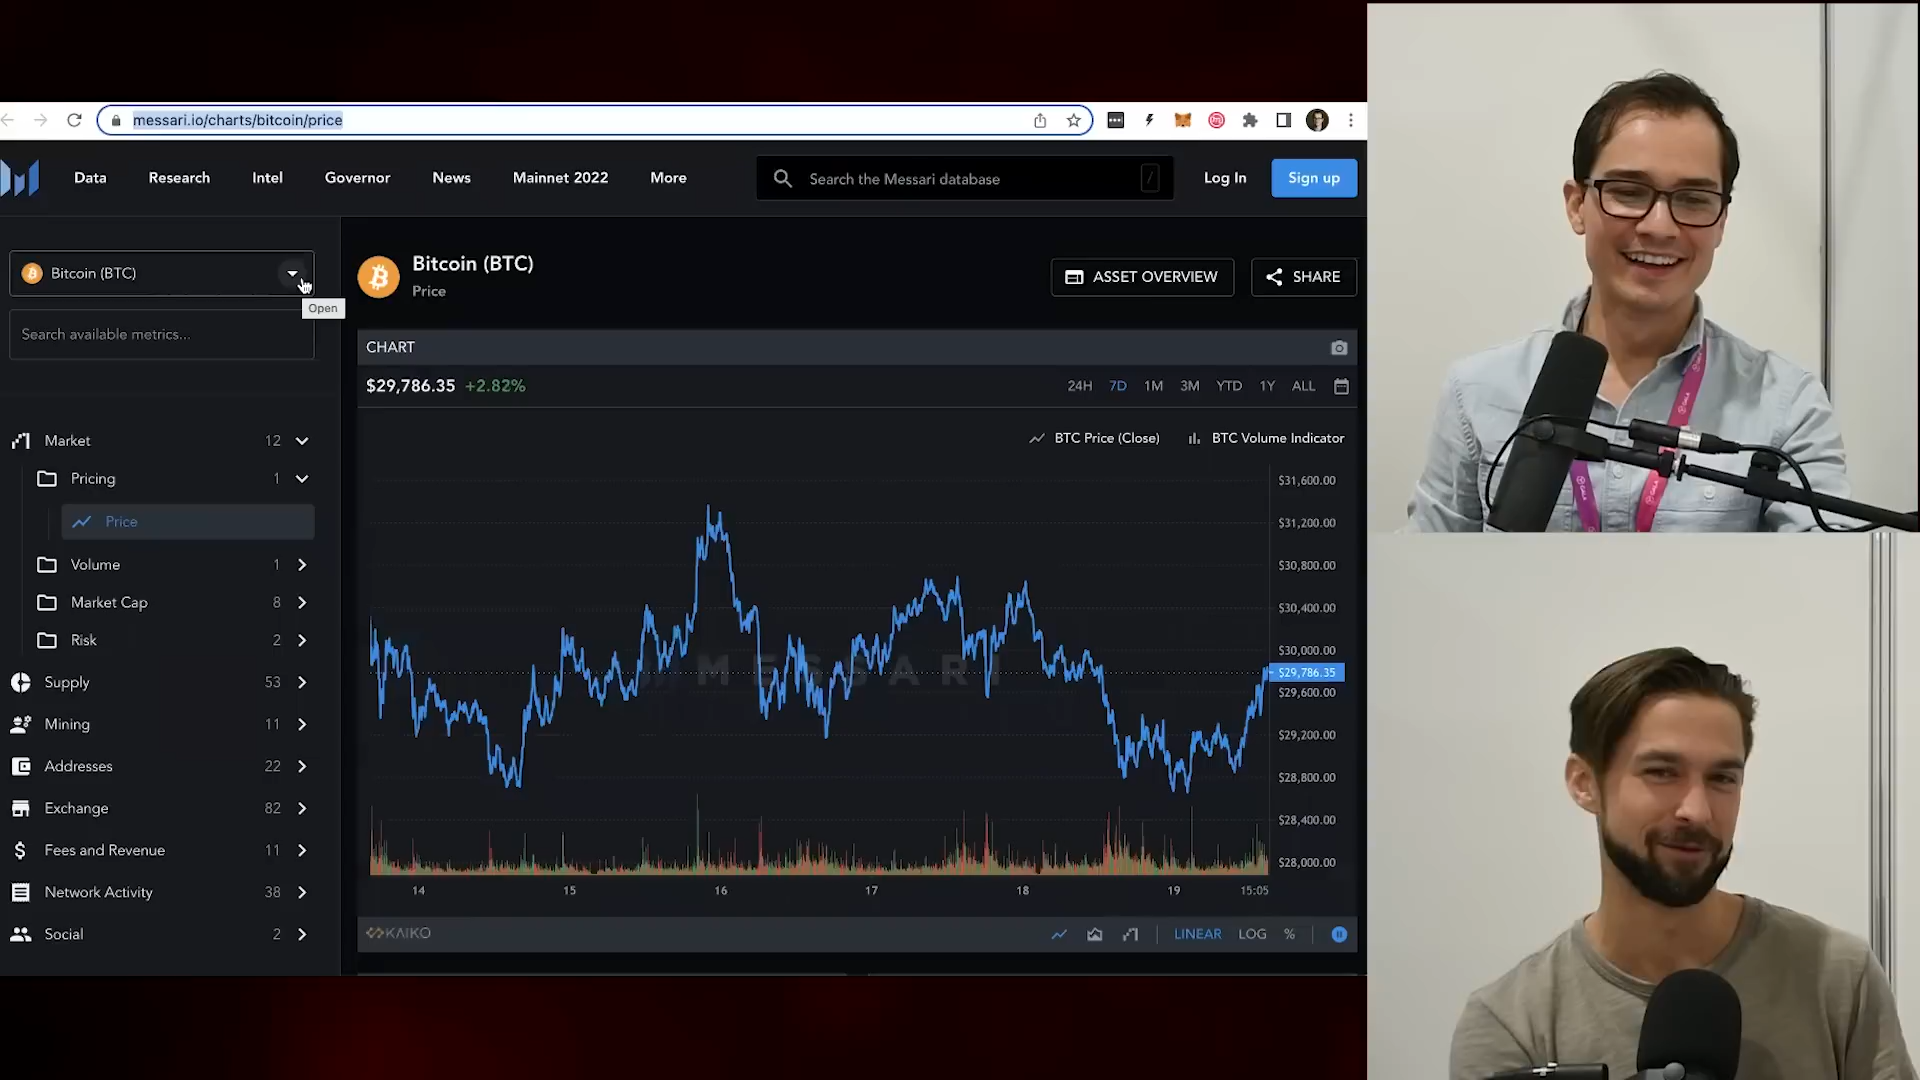 messari.io/charts/bitcoin/price
Data Research Intel Governor News Mainnet 2022 More
Search the Messari database /
Log In
Sign up
Bitcoin (BTC)
Open
Search available metrics...
Market 12
Pricing 1
Price
Volume 1
Market Cap 8
Risk 2
Supply 53
Mining 11
Addresses 22
Exchange 82
Fees and Revenue 11
Network Activity 38
Social 2
Bitcoin (BTC)
Price
ASSET OVERVIEW
SHARE
CHART
$29,786.35 +2.82%
24H 7D 1M 3M YTD 1Y ALL
BTC Price (Close) BTC Volume Indicator
$31,600.00
$31,200.00
$30,800.00
$30,400.00
$30,000.00
$29,786.35
$29,600.00
$29,200.00
$28,800.00
$28,400.00
$28,000.00
MESSARI
14 15 16 17 18 19 15:05
KAIKO
LINEAR LOG %
GALA
GALA